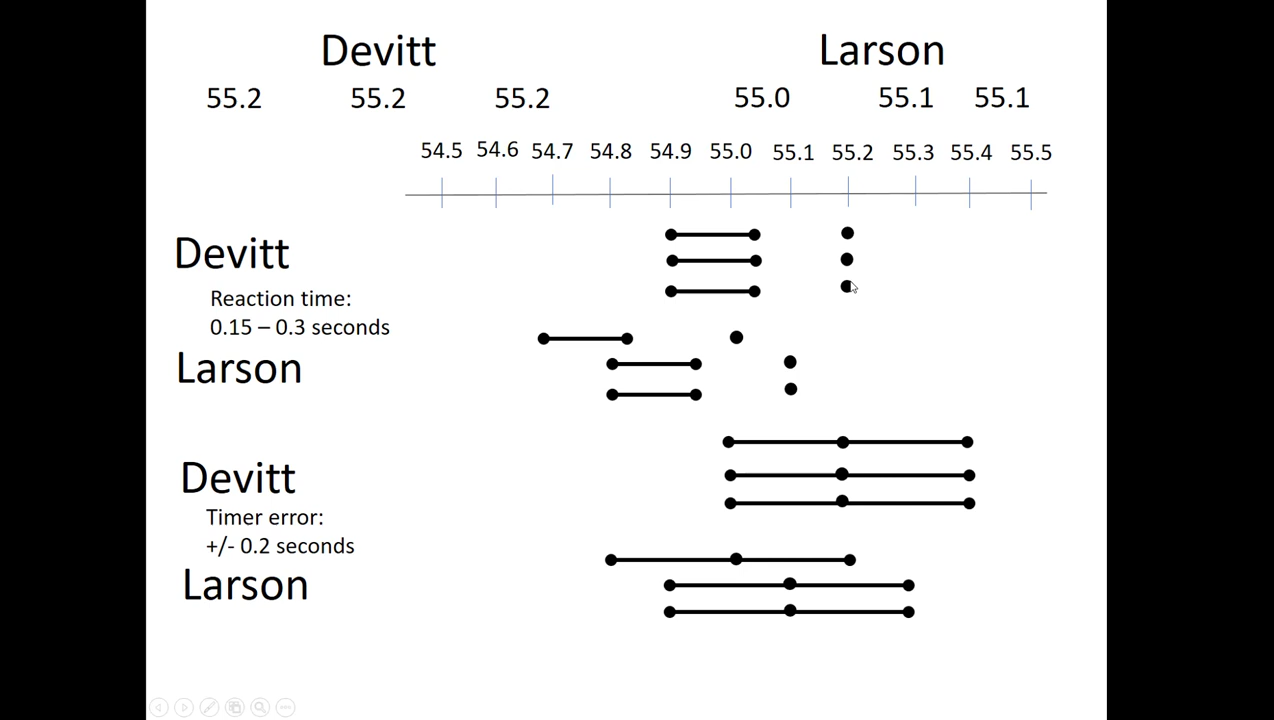 Devitt Larson
55.2 55.2 55.2 55.0 55.1 55.1
54.5 54.6 54.7 54.8 54.9 55.0 55.1 55.2 55.3 55.4 55.5
Devitt
Reaction time:
0.15 – 0.3 seconds
Larson
Devitt
Timer error:
+/- 0.2 seconds
Larson